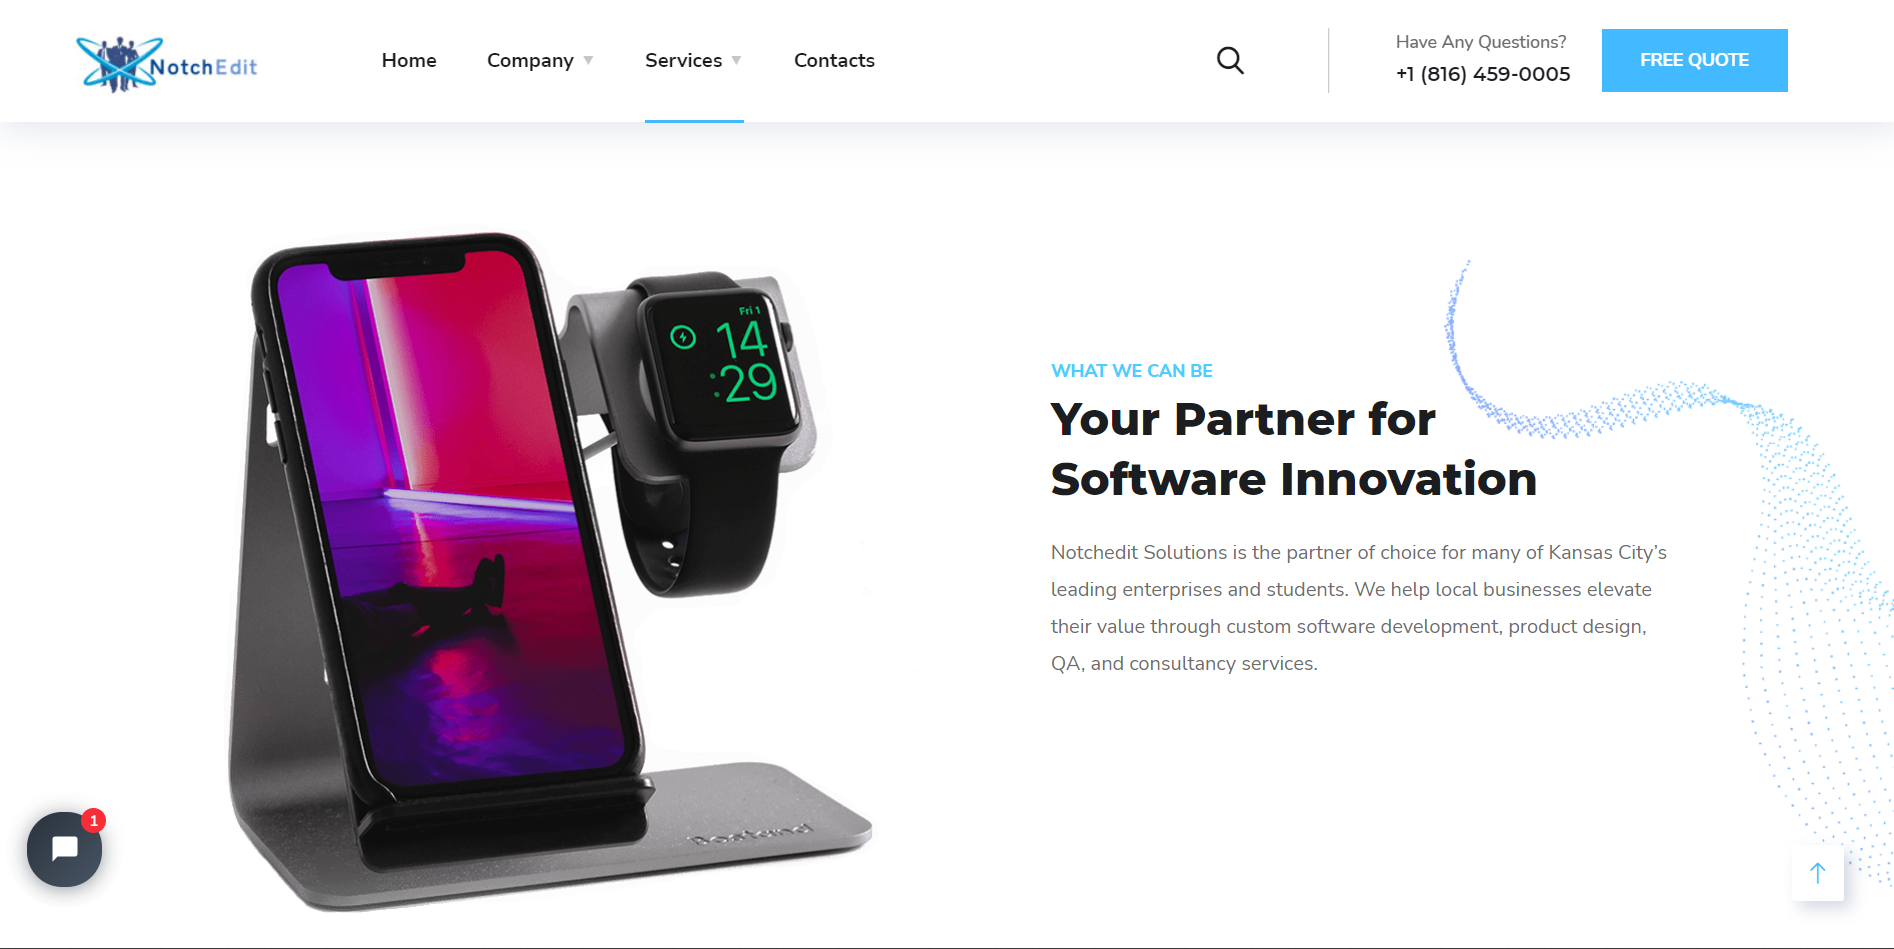 NotchEdit
Home
Company
Services
Contacts
Have Any Questions?
+1 (816) 459-0005
FREE QUOTE
Fri 1
14
:29
WHAT WE CAN BE
Your Partner for
Software Innovation
Notchedit Solutions is the partner of choice for many of Kansas City’s
leading enterprises and students. We help local businesses elevate
their value through custom software development, product design,
QA, and consultancy services.
Bostand
1